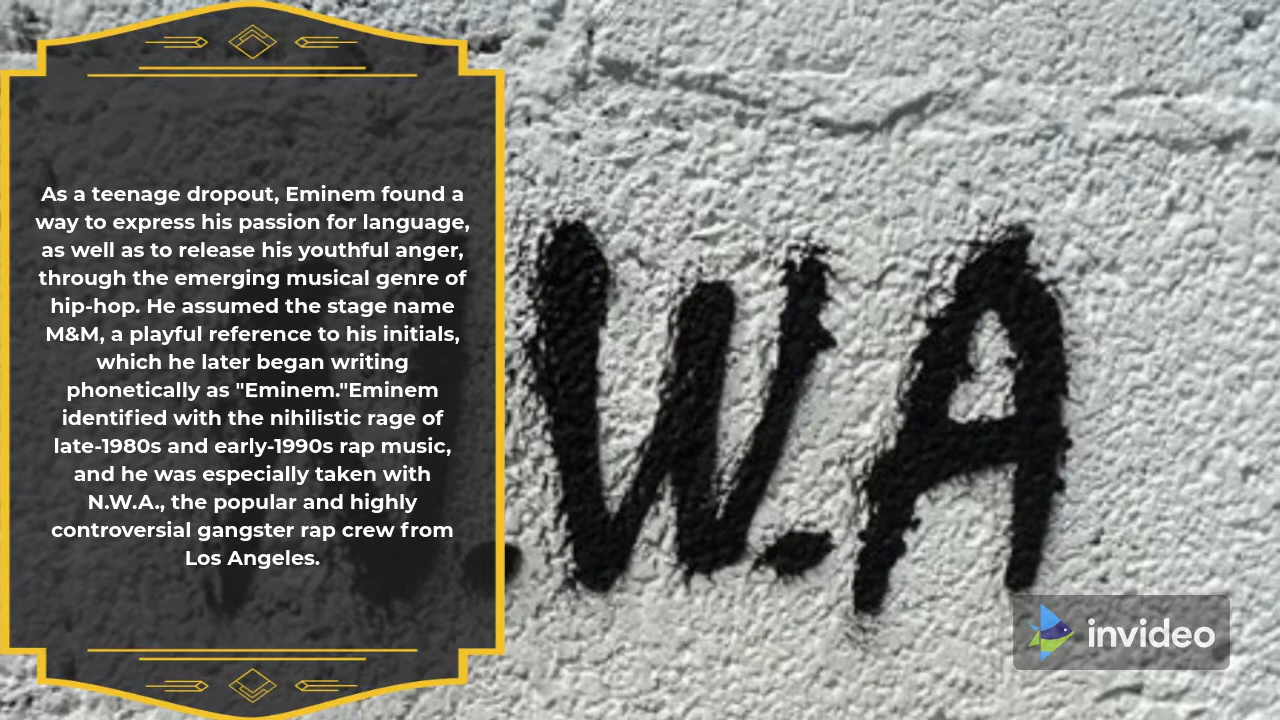 As a teenage dropout, Eminem found a
way to express his passion for language,
as well as to release his youthful anger,
through the emerging musical genre of
hip-hop. He assumed the stage name
M&M, a playful reference to his initials,
which he later began writing
phonetically as "Eminem."Eminem
identified with the nihilistic rage of
late-1980s and early-1990s rap music,
and he was especially taken with
N.W.A., the popular and highly
controversial gangster rap crew from
Los Angeles.
.W.A
invideo